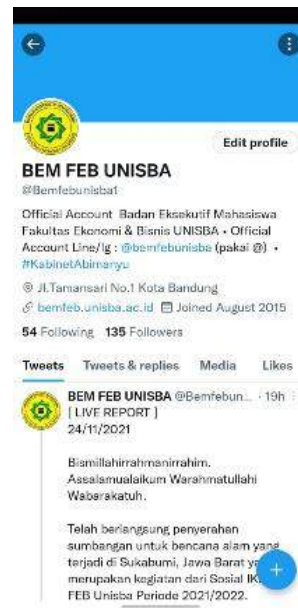 Edit profile
BEM FEB UNISBA
@Bemfebunisba1
Official Account Badan Eksekutif Mahasiswa
Fakultas Ekonomi & Bisnis UNISBA • Official
Account Line/Ig : @bemfebunisba (pakai @) •
#KabinetAbimanyu
Jl.Tamansari No.1 Kota Bandung
bemfeb.unisba.ac.id Joined August 2015
54 Following 135 Followers
Tweets Tweets & replies Media Likes
BEM FEB UNISBA @Bemfebun... · 19h
[ LIVE REPORT ]
24/11/2021
Bismillahirrahmanirrahim.
Assalamualaikum Warahmatullahi
Wabarakatuh.
Telah berlangsung penyerahan
sumbangan untuk bencana alam yang
terjadi di Sukabumi, Jawa Barat
merupakan kegiatan dari Sosial
FEB Unisba Periode 2021/2022.